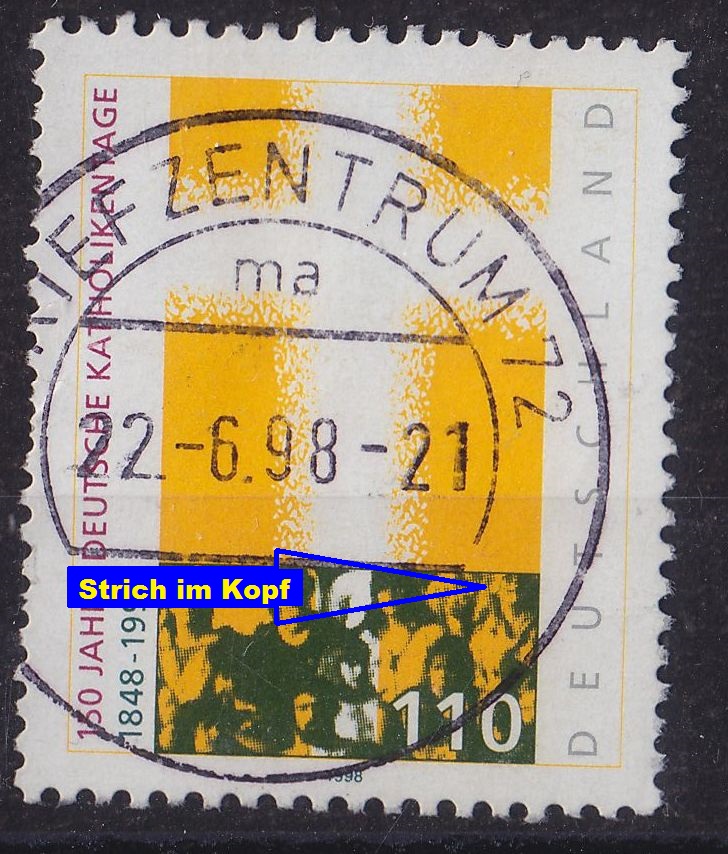 150 JAHRE DEUTSCHE KATHOLIKENTAGE
1848-199
DEUTSCHLAND
ZENTRUM 72
ma
22.-6.98-21
Strich im Kopf
110
1998